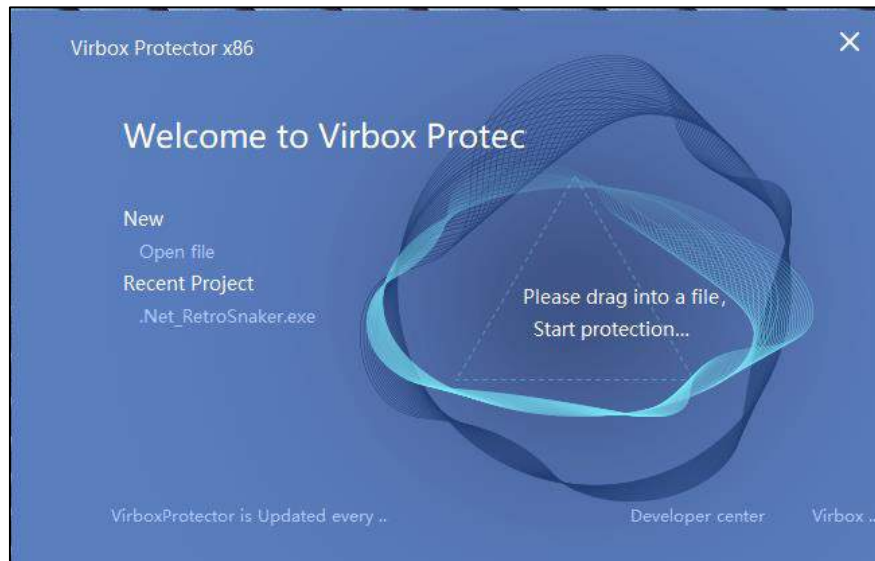 Virbox Protector x86
Welcome to Virbox Protec
New
Open file
Recent Project
.Net_RetroSnaker.exe
Please drag into a file,
Start protection...
VirboxProtector is Updated every ..
Developer center
Virbox ..